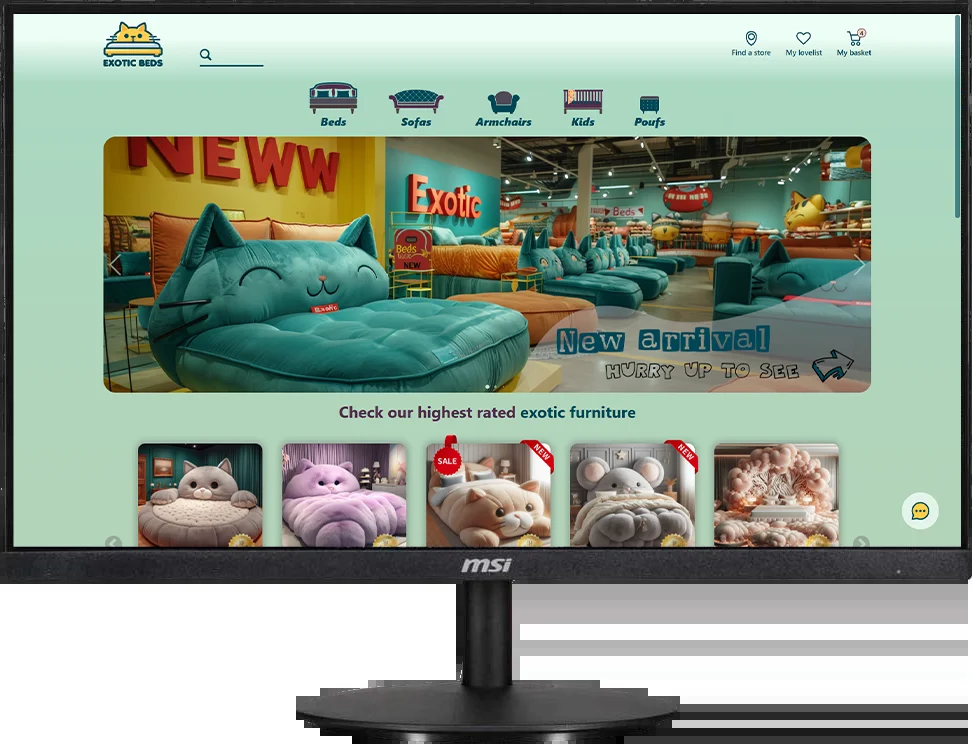 EXOTIC BEDS
Find a store
My lovelist
4
My basket
Beds
Sofas
Armchairs
Kids
Poufs
NEWW
Exotic
Beds
Beds
NEW
New arrival
HURRY UP TO SEE
Check our highest rated exotic furniture
SALE
NEW
NEW
msi